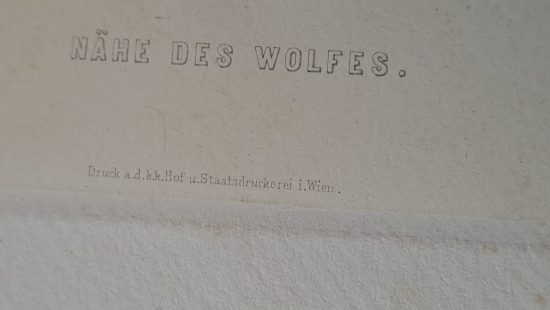 NÄHE DES WOLFES.
Druck a.d.k.k.Hof u.Staatsdruckerei i.Wien.